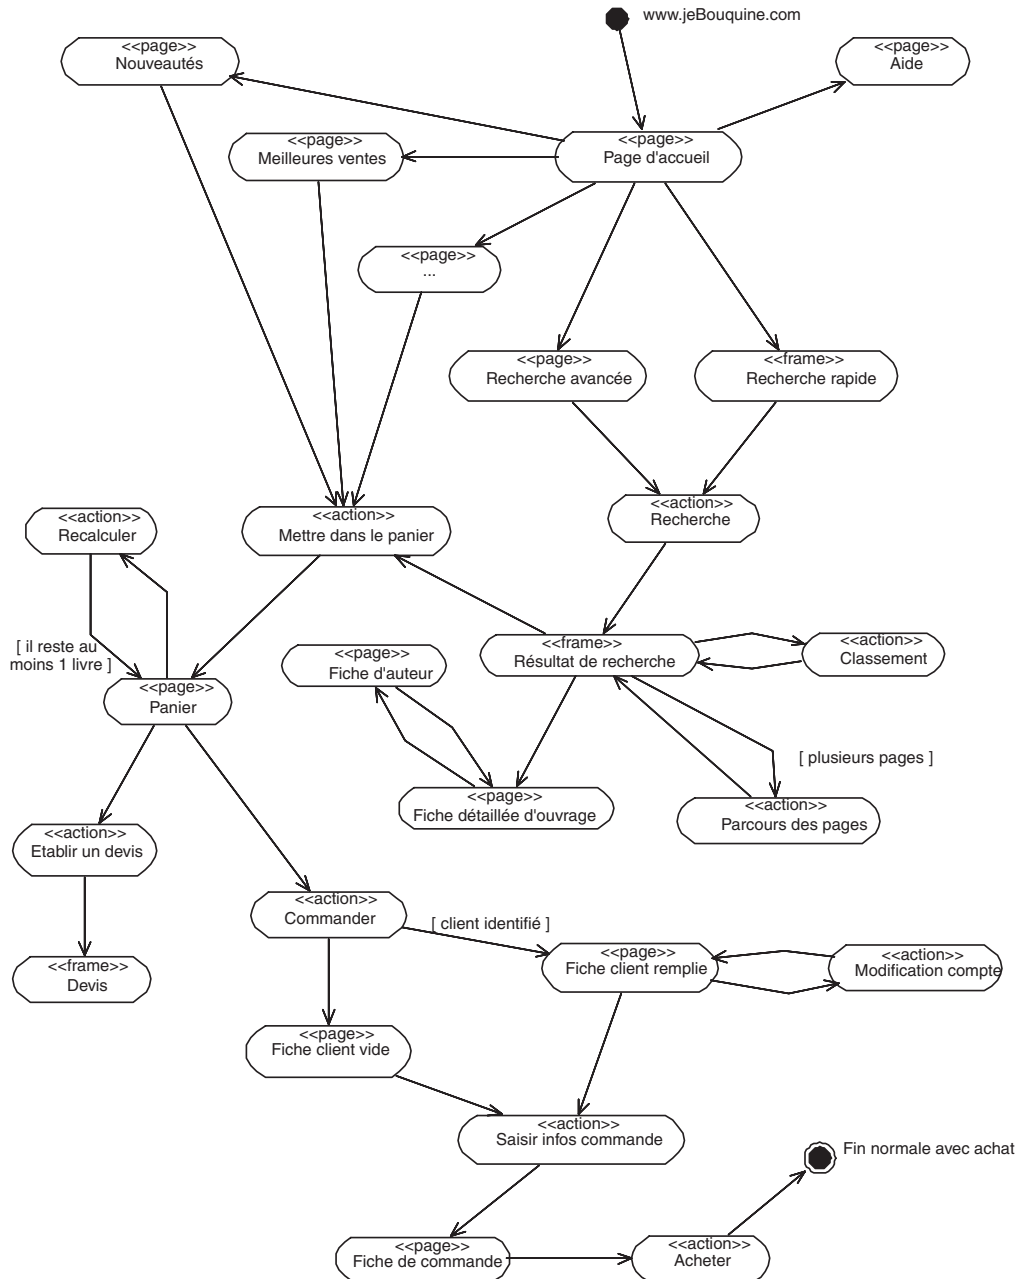 www.jeBouquine.com
<<page>>
Nouveautés
<<page>>
Aide
<<page>>
Meilleures ventes
<<page>>
Page d'accueil
<<page>>
...
<<page>>
Recherche avancée
<<frame>>
Recherche rapide
<<action>>
Recherche
<<action>>
Mettre dans le panier
<<action>>
Recalculer
[ il reste au
moins 1 livre ]
<<page>>
Fiche d'auteur
<<frame>>
Résultat de recherche
<<action>>
Classement
<<page>>
Panier
[ plusieurs pages ]
<<page>>
Fiche détaillée d'ouvrage
<<action>>
Parcours des pages
<<action>>
Etablir un devis
<<action>>
Commander
[ client identifié ]
<<page>>
Fiche client remplie
<<action>>
Modification compte
<<frame>>
Devis
<<page>>
Fiche client vide
<<action>>
Saisir infos commande
Fin normale avec achat
<<page>>
Fiche de commande
<<action>>
Acheter